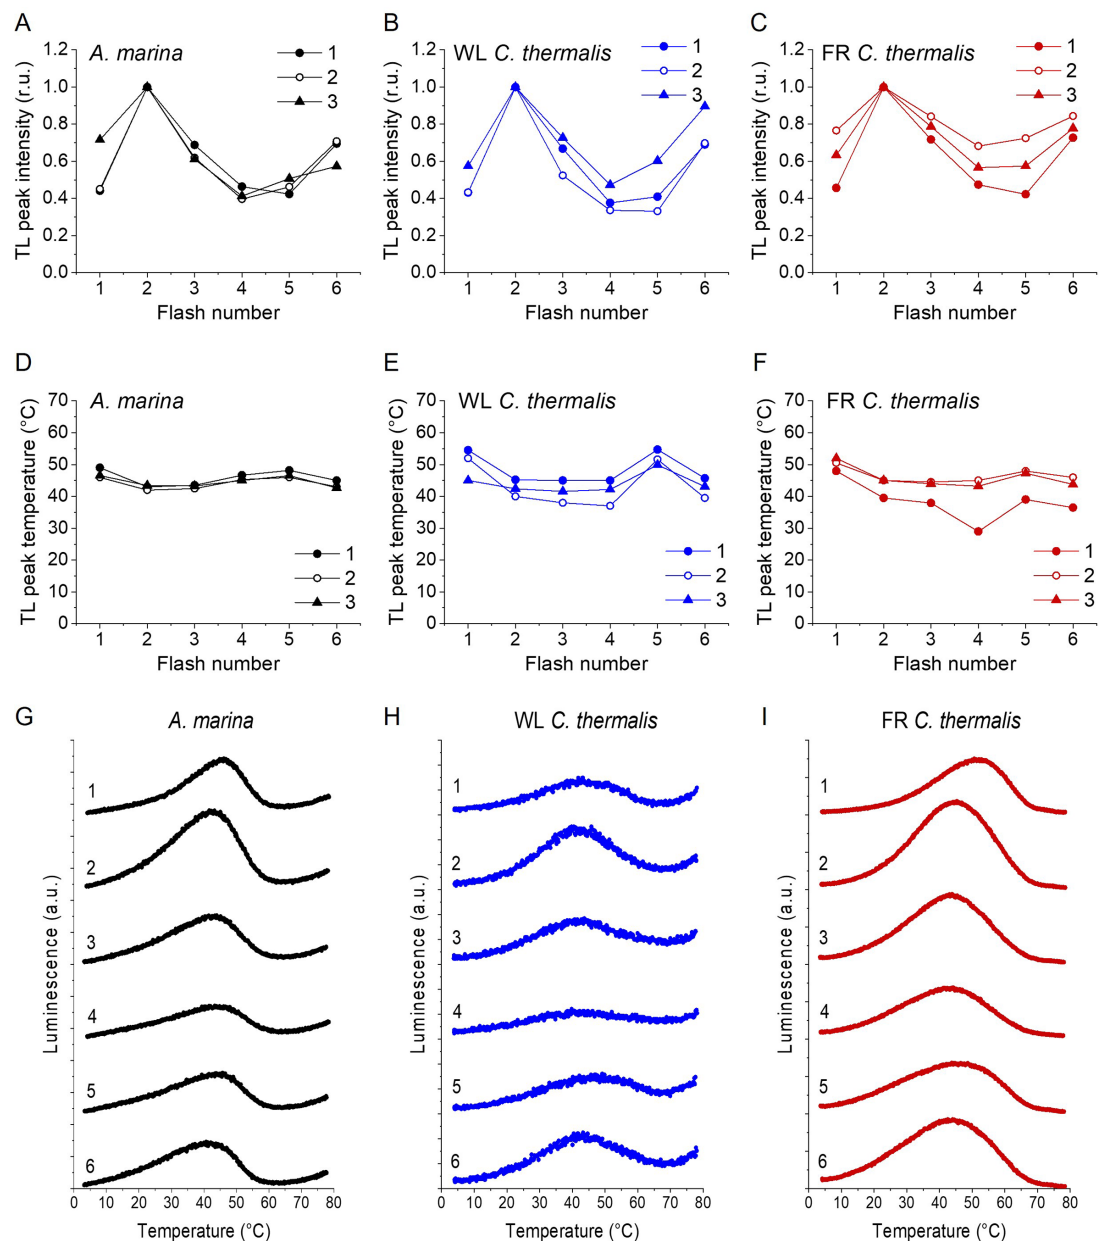 A
A. marina
1
2
3
TL peak intensity (r.u.)
1.2
1.0
0.8
0.6
0.4
0.2
0.0
1 2 3 4 5 6
Flash number
B
WL C. thermalis
1
2
3
TL peak intensity (r.u.)
1.2
1.0
0.8
0.6
0.4
0.2
0.0
1 2 3 4 5 6
Flash number
C
FR C. thermalis
1
2
3
TL peak intensity (r.u.)
1.2
1.0
0.8
0.6
0.4
0.2
0.0
1 2 3 4 5 6
Flash number
D
A. marina
TL peak temperature (°C)
70
60
50
40
30
20
10
0
1
2
3
1 2 3 4 5 6
Flash number
E
WL C. thermalis
TL peak temperature (°C)
70
60
50
40
30
20
10
0
1
2
3
1 2 3 4 5 6
Flash number
F
FR C. thermalis
TL peak temperature (°C)
70
60
50
40
30
20
10
0
1
2
3
1 2 3 4 5 6
Flash number
G
A. marina
Luminescence (a.u.)
1
2
3
4
5
6
0 10 20 30 40 50 60 70 80
Temperature (°C)
H
WL C. thermalis
Luminescence (a.u.)
1
2
3
4
5
6
0 10 20 30 40 50 60 70 80
Temperature (°C)
I
FR C. thermalis
Luminescence (a.u.)
1
2
3
4
5
6
0 10 20 30 40 50 60 70 80
Temperature (°C)